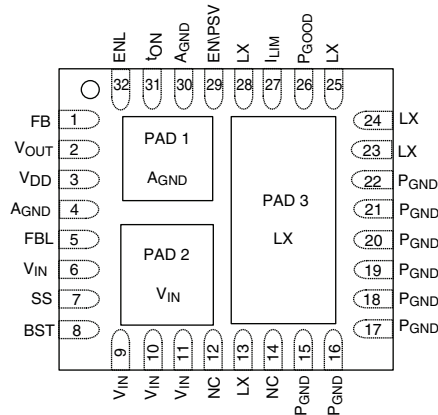 ENL tON AGND EN\PSV LX ILIM PGOOD LX
32 31 30 29 28 27 26 25
FB 1
VOUT 2
VDD 3
AGND 4
FBL 5
VIN 6
SS 7
BST 8
PAD 1
AGND
PAD 2
VIN
PAD 3
LX
24 LX
23 LX
22 PGND
21 PGND
20 PGND
19 PGND
18 PGND
17 PGND
9 10 11 12 13 14 15 16
VIN VIN VIN NC LX NC PGND PGND